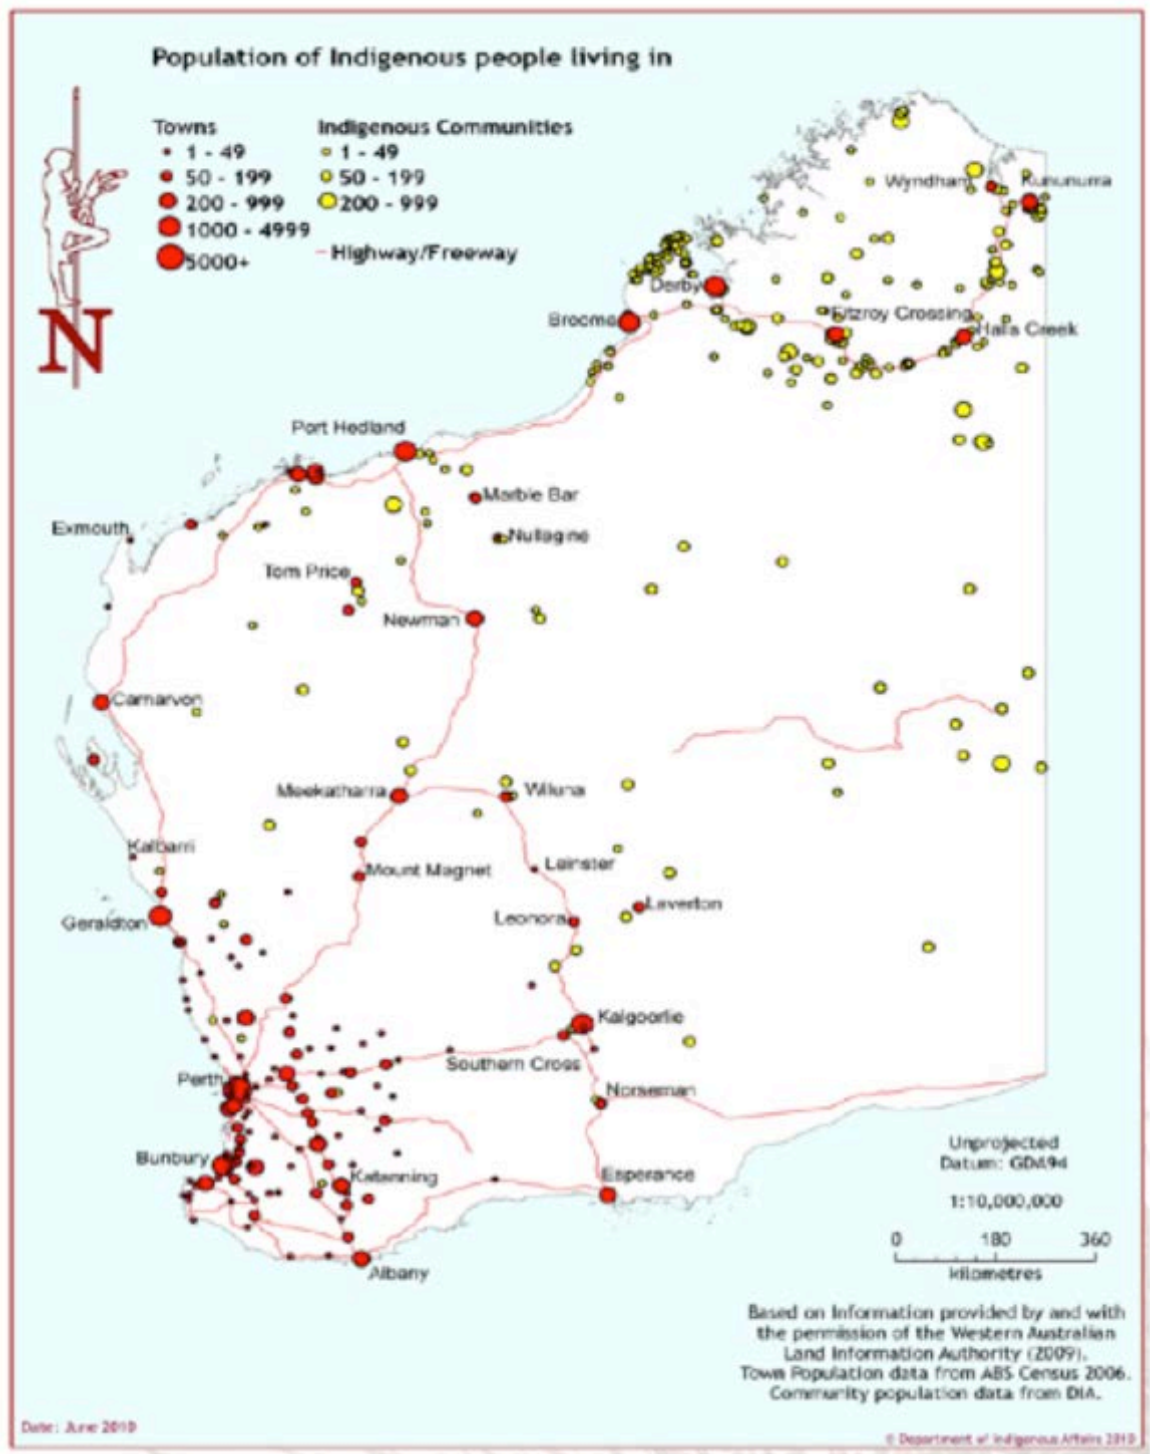 Population of Indigenous people living in
Towns
1 - 49
50 - 199
200 - 999
1000 - 4999
5000+
Indigenous Communities
1 - 49
50 - 199
200 - 999
Highway/Freeway
N
Wyndham
Kununurra
Derby
Broome
Fitzroy Crossing
Halls Creek
Port Hedland
Marble Bar
Exmouth
Nullagine
Tom Price
Newman
Carnarvon
Meekatharra
Wiluna
Kalbarri
Mount Magnet
Leinster
Geraldton
Leonora
Laverton
Kalgoorlie
Southern Cross
Perth
Norseman
Bunbury
Katanning
Esperance
Albany
Unprojected
Datum: GDA94
1:10,000,000
0 180 360
kilometres
Based on Information provided by and with
the permission of the Western Australian
Land Information Authority (2009).
Town Population data from ABS Census 2006.
Community population data from DIA.
Date: June 2010
© Department of Indigenous Affairs 2010